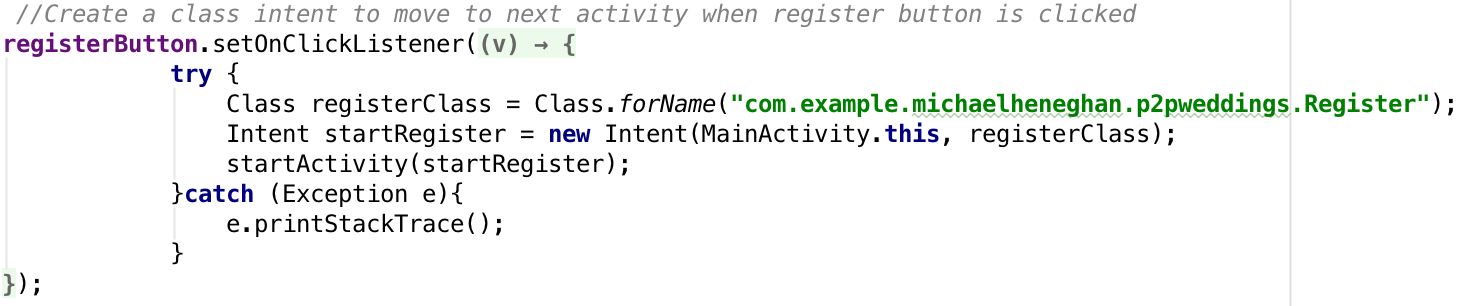 //Create a class intent to move to next activity when register button is clicked
registerButton.setOnClickListener((v) → {
try {
Class registerClass = Class.forName("com.example.michaelheneghan.p2pweddings.Register");
Intent startRegister = new Intent(MainActivity.this, registerClass);
startActivity(startRegister);
}catch (Exception e){
e.printStackTrace();
}
});